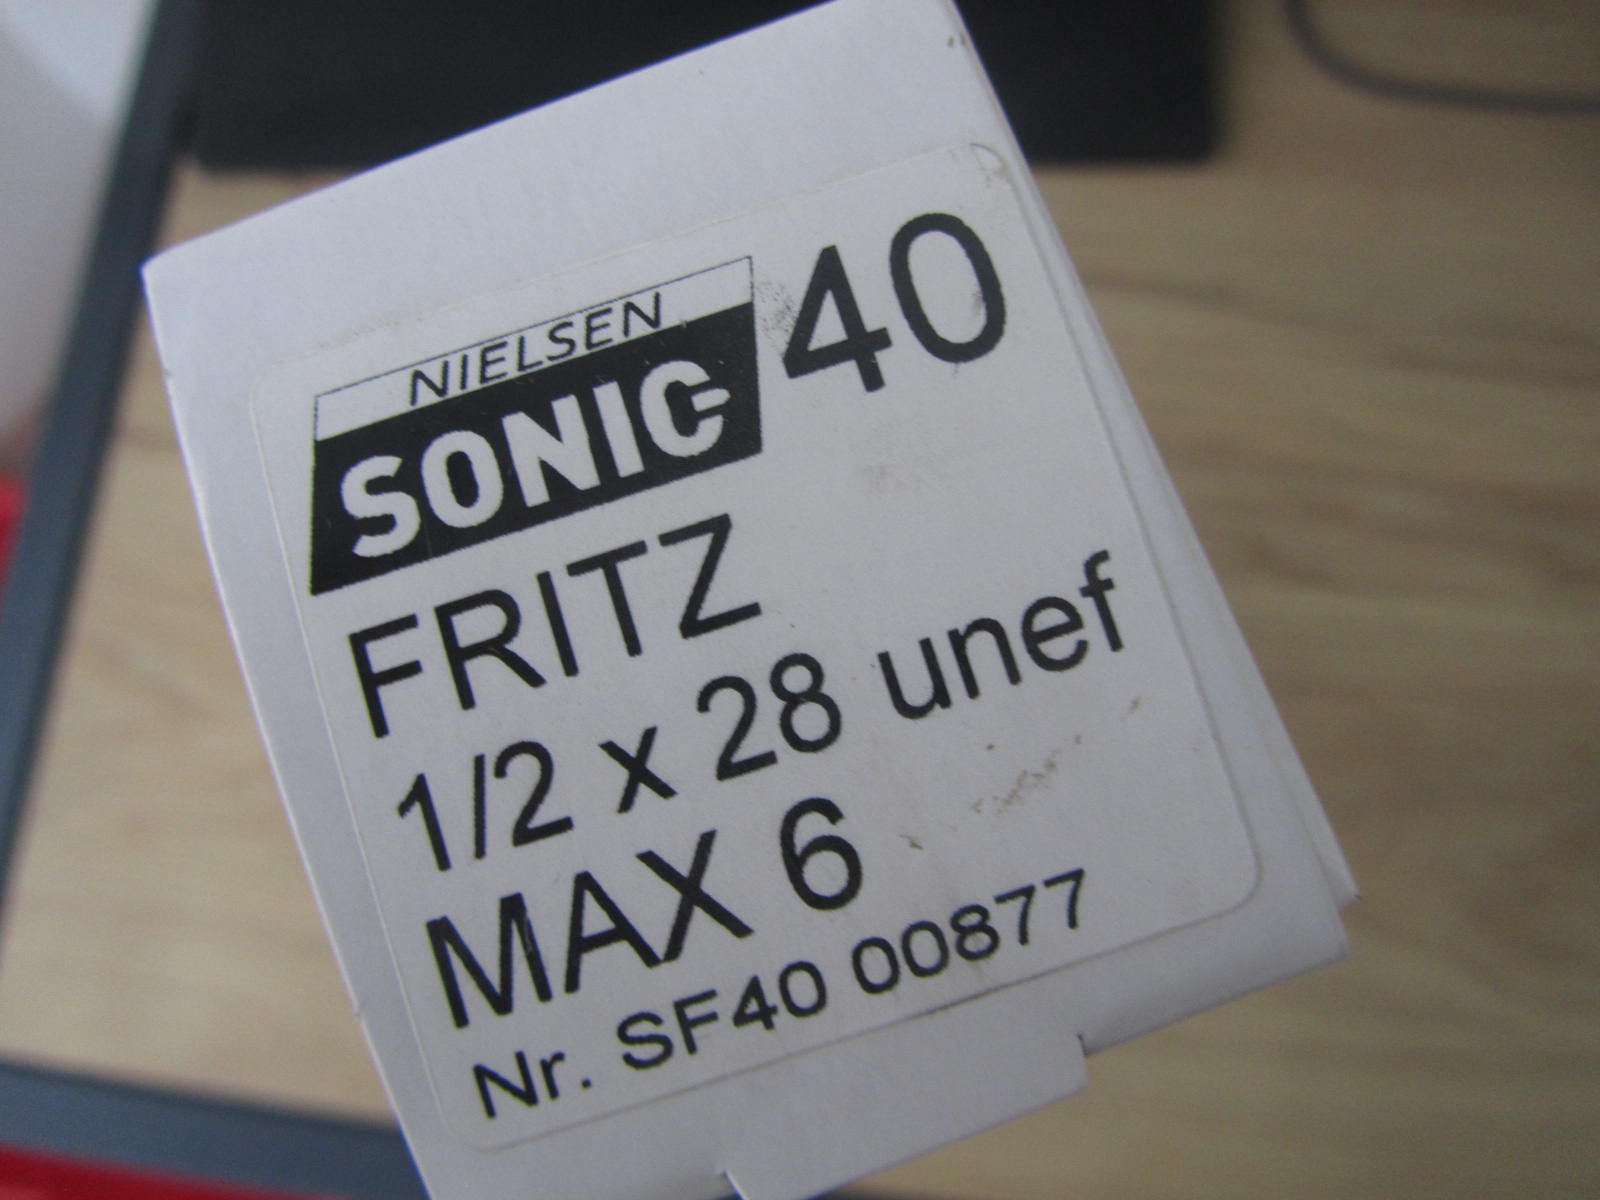 NIELSEN
SONIC 40
FRITZ
1/2 x 28 unef
MAX 6
Nr. SF40 00877